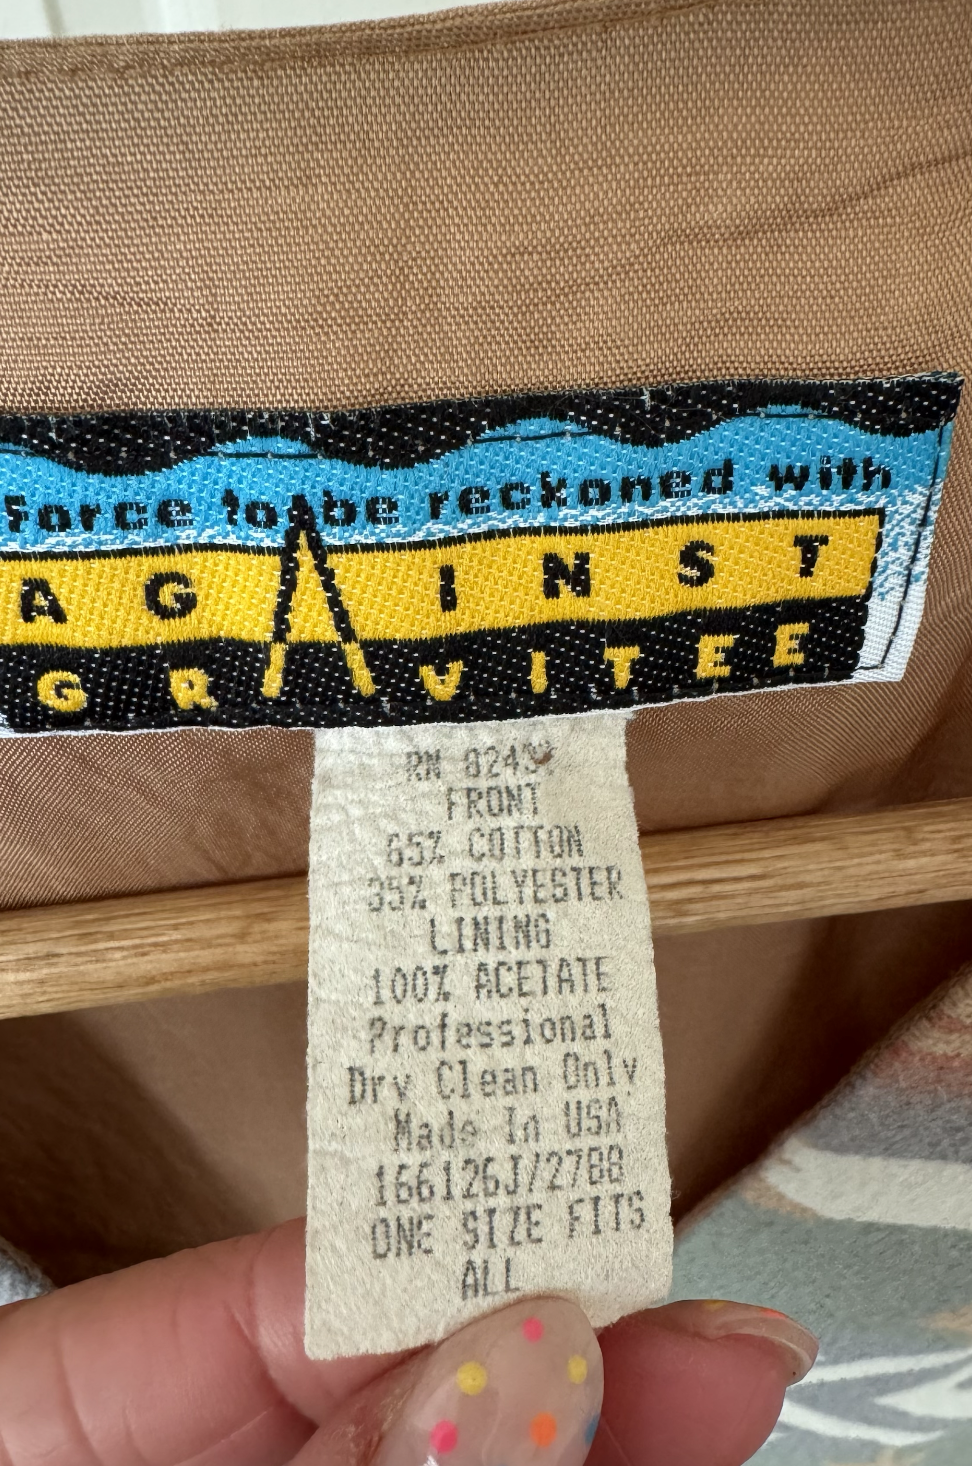 Force to be reckoned with
AGAINST
GRAVITEE
FRONT
65% COTTON
35% POLYESTER
LINING
100% ACETATE
Professional
Dry Clean Only
Made In USA
166126J/2788
ONE SIZE FITS
ALL